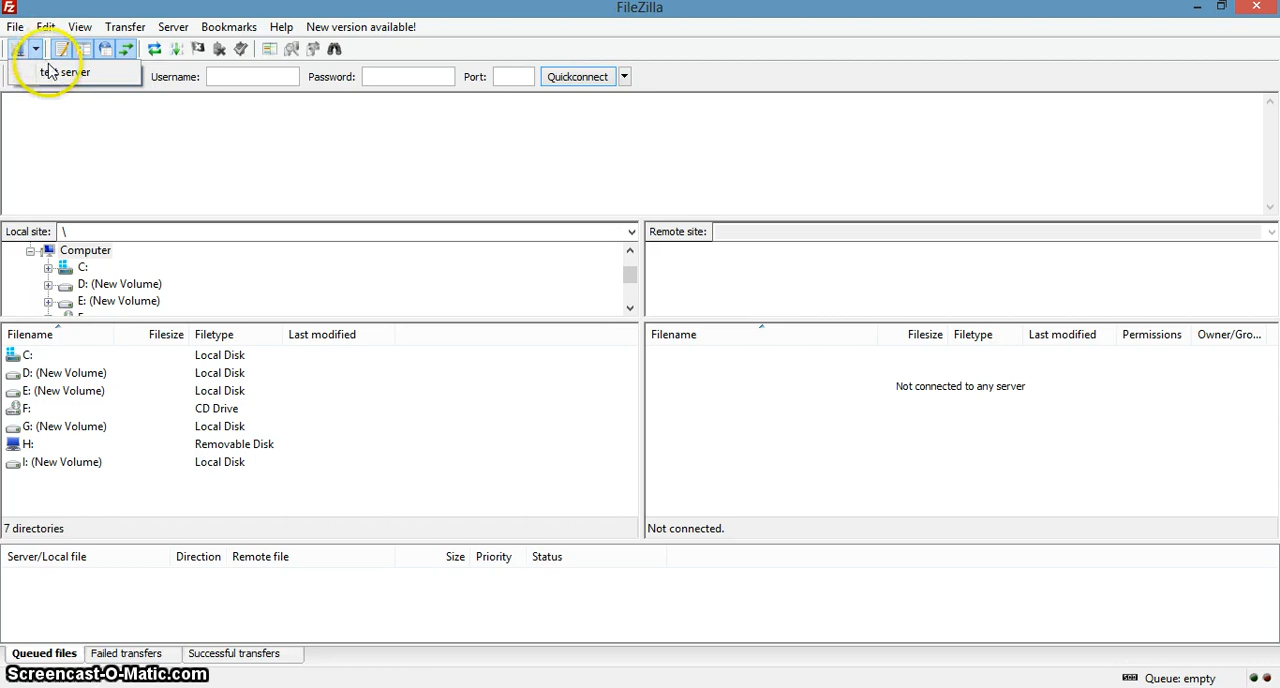 FileZilla
File Edit View Transfer Server Bookmarks Help New version available!
server
Username: Password: Port: Quickconnect
Local site: \
Remote site:
Computer
C:
D: (New Volume)
E: (New Volume)
Filename Filesize Filetype Last modified
C: Local Disk
D: (New Volume) Local Disk
E: (New Volume) Local Disk
F: CD Drive
G: (New Volume) Local Disk
H: Removable Disk
I: (New Volume) Local Disk
7 directories
Filename Filesize Filetype Last modified Permissions Owner/Gro...
Not connected to any server
Not connected.
Server/Local file Direction Remote file Size Priority Status
Queued files Failed transfers Successful transfers
Screencast-O-Matic.com
Queue: empty